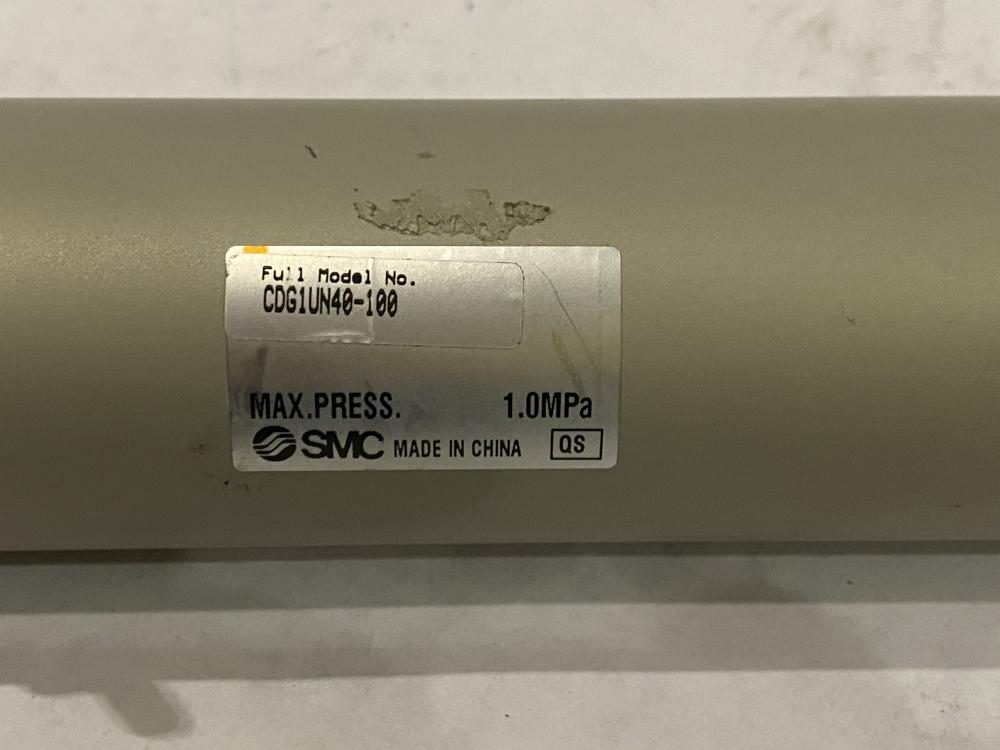 Full Model No.
CDG1UN40-100
MAX.PRESS. 1.0MPa
SMC MADE IN CHINA QS